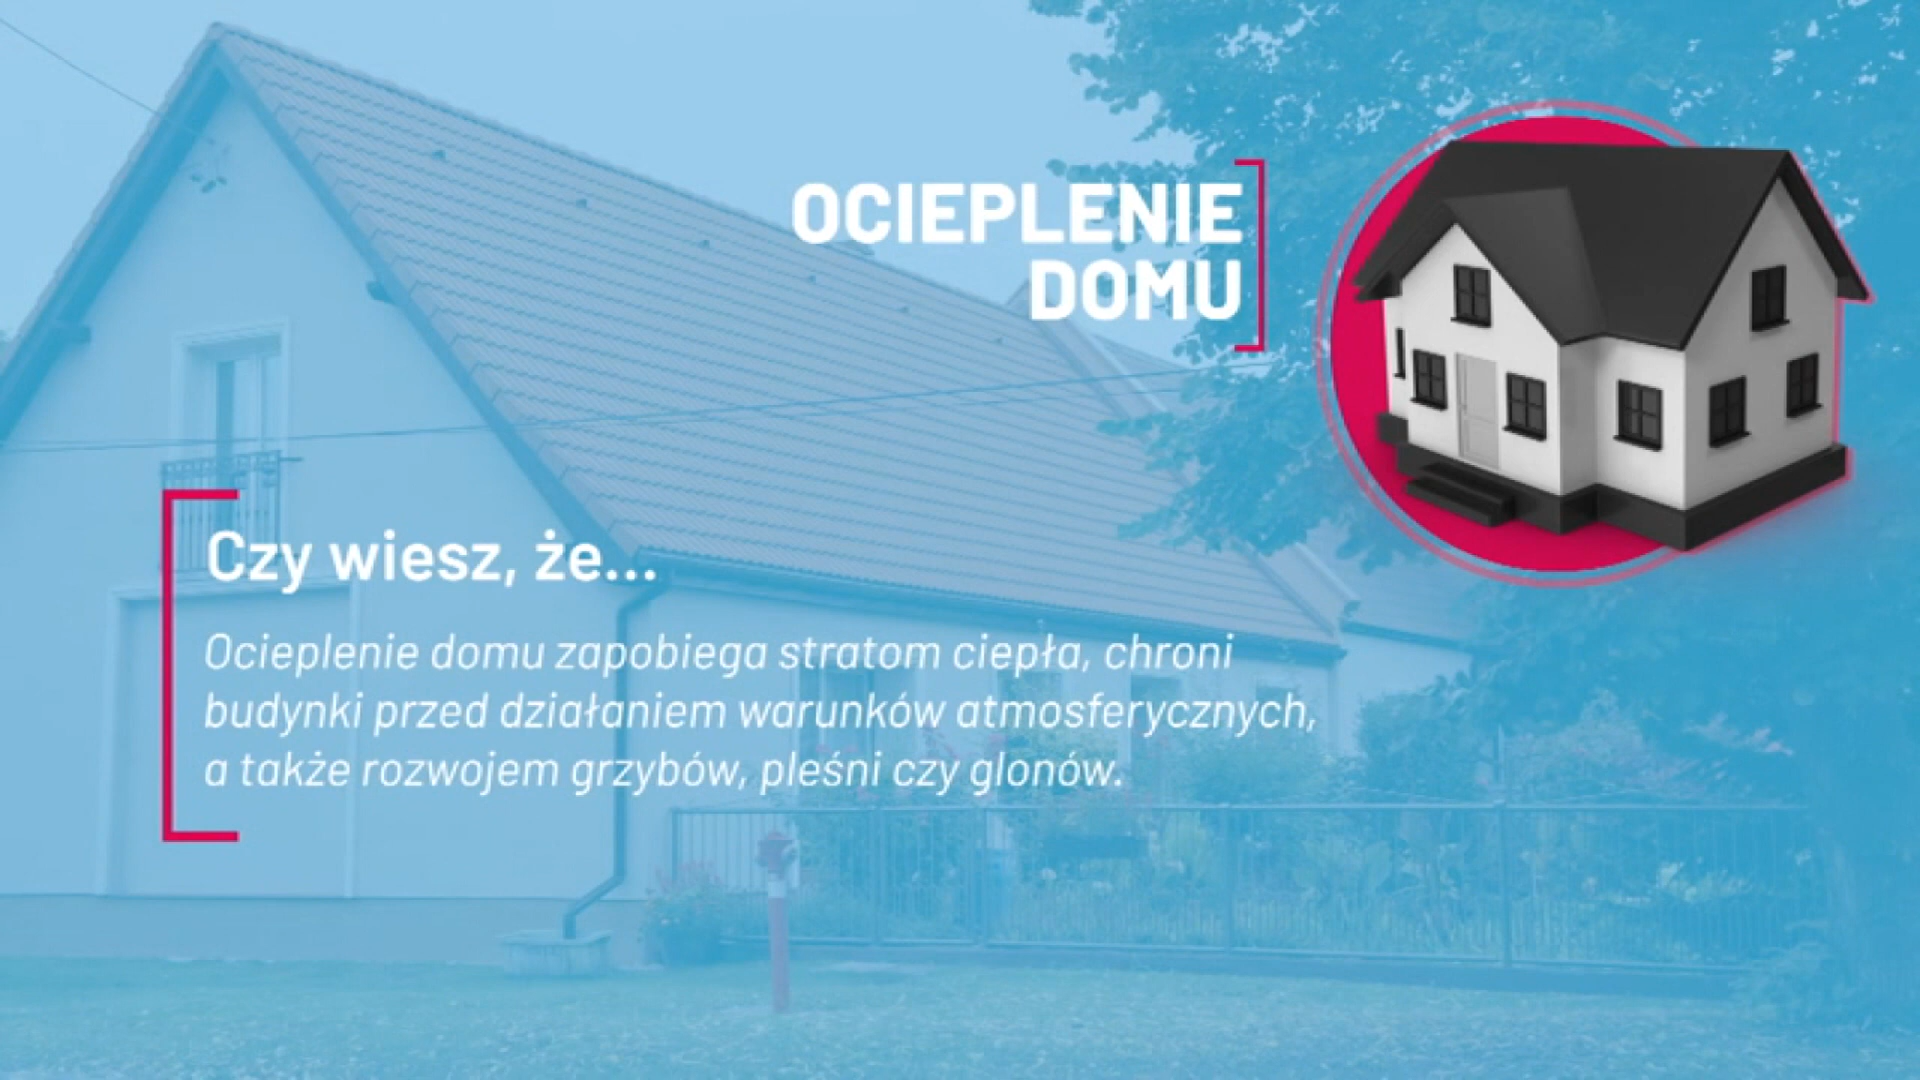 OCIEPLENIE
DOMU
Czy wiesz, że...
Ocieplenie domu zapobiega stratom ciepła, chroni
budynki przed działaniem warunków atmosferycznych,
a także rozwojem grzybów, pleśni czy glonów.